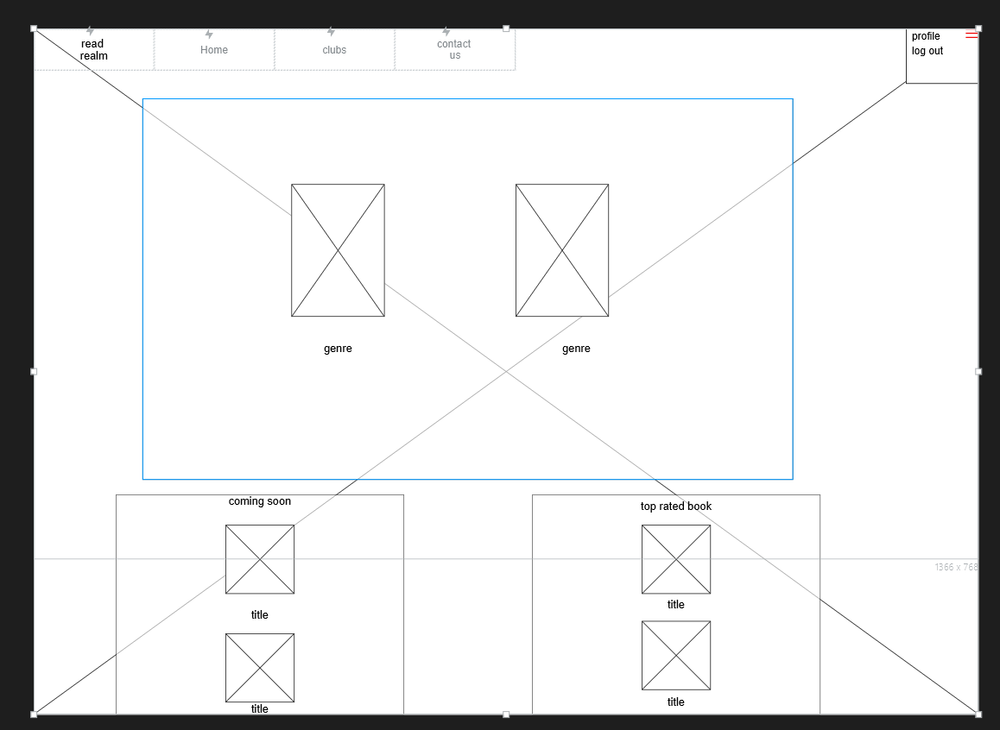 read
realm
Home
clubs
contact
us
profile
log out
genre
genre
coming soon
top rated book
1366 x 768
title
title
title
title